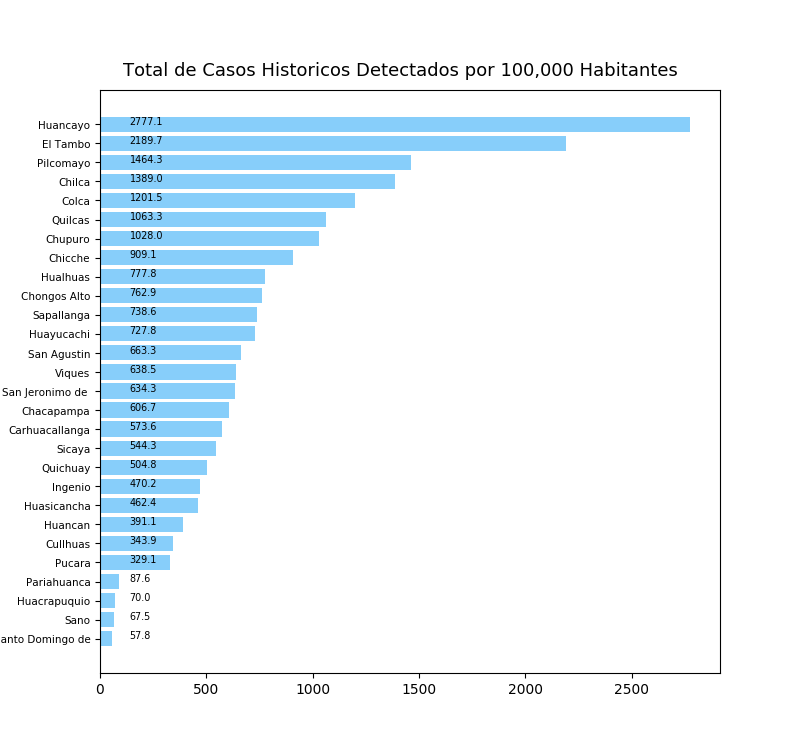 Total de Casos Historicos Detectados por 100,000 Habitantes
Huancayo 2777.1
El Tambo 2189.7
Pilcomayo 1464.3
Chilca 1389.0
Colca 1201.5
Quilcas 1063.3
Chupuro 1028.0
Chicche 909.1
Hualhuas 777.8
Chongos Alto 762.9
Sapallanga 738.6
Huayucachi 727.8
San Agustin 663.3
Viques 638.5
San Jeronimo de 634.3
Chacapampa 606.7
Carhuacallanga 573.6
Sicaya 544.3
Quichuay 504.8
Ingenio 470.2
Huasicancha 462.4
Huancan 391.1
Cullhuas 343.9
Pucara 329.1
Pariahuanca 87.6
Huacrapuquio 70.0
Sano 67.5
anto Domingo de 57.8
0 500 1000 1500 2000 2500